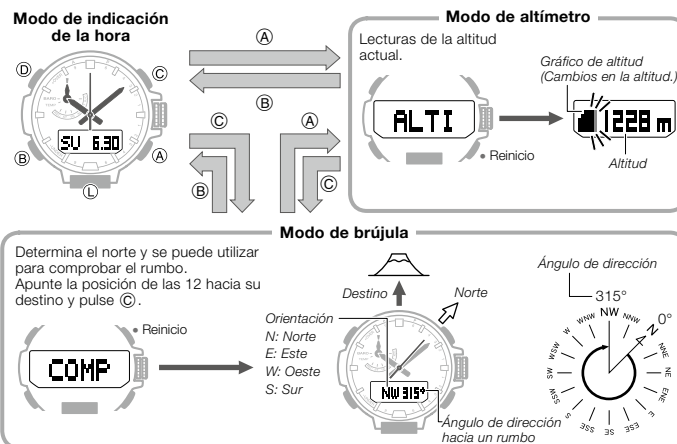 Modo de indicación
de la hora
D
C
B
A
L
SU 6.30
A
B
C
B
A
C
Modo de altímetro
Lecturas de la altitud
actual.
ALTI
• Reinicio
Gráfico de altitud
(Cambios en la altitud.)
1228 m
Altitud
Modo de brújula
Determina el norte y se puede utilizar
para comprobar el rumbo.
Apunte la posición de las 12 hacia su
destino y pulse C.
• Reinicio
COMP
Destino
Norte
Orientación
N: Norte
E: Este
W: Oeste
S: Sur
NW 315°
Ángulo de dirección
hacia un rumbo
Ángulo de dirección
315°
0°
NW
NNW
N
NNE
NE
ENE
E
ESE
SE
SSE
S
SSW
SW
WSW
W
WNW